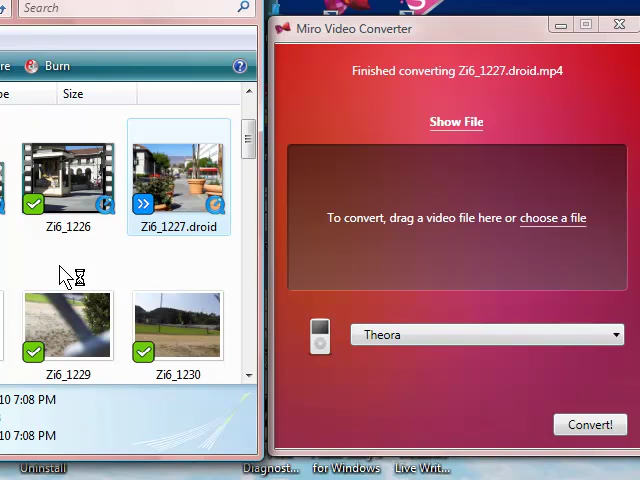 Search
re
Burn
pe
Size
Zi6_1226
Zi6_1227.droid
Zi6_1229
Zi6_1230
10 7:08 PM
10 7:08 PM
Miro Video Converter
Finished converting Zi6_1227.droid.mp4
Show File
To convert, drag a video file here or choose a file
Theora
Convert!
Uninstall
Diagnost...
for Windows
Live Writ...